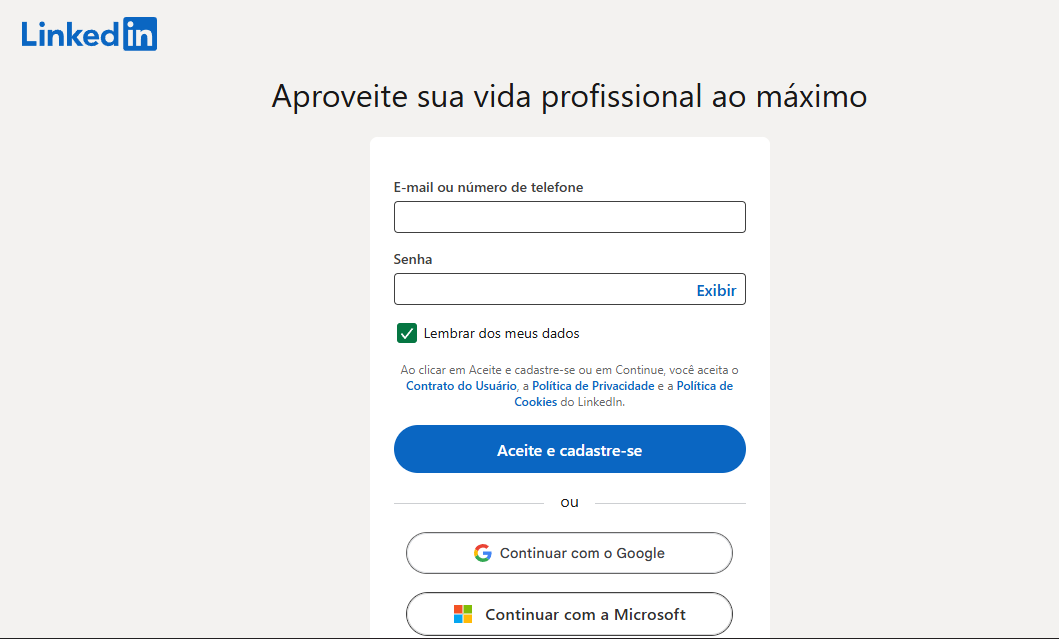 LinkedIn
Aproveite sua vida profissional ao máximo
E-mail ou número de telefone
Senha
Exibir
Lembrar dos meus dados
Ao clicar em Aceite e cadastre-se ou em Continue, você aceita o
Contrato do Usuário, a Política de Privacidade e a Política de
Cookies do LinkedIn.
Aceite e cadastre-se
ou
Continuar com o Google
Continuar com a Microsoft